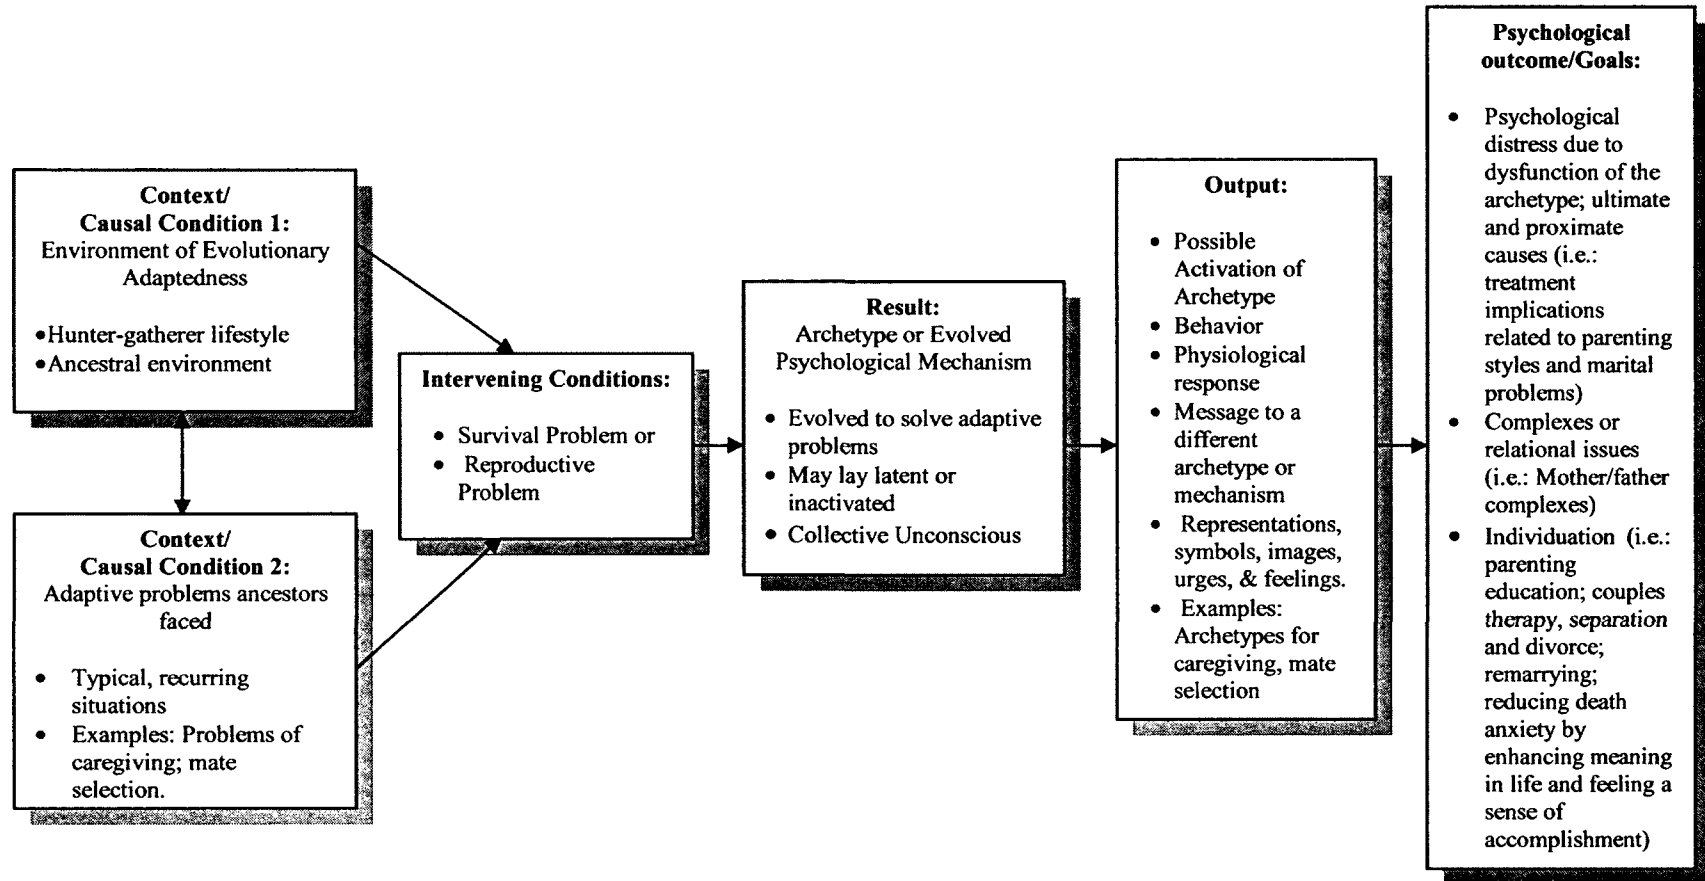 Context/
Causal Condition 1:
Environment of Evolutionary
Adaptedness
•Hunter-gatherer lifestyle
•Ancestral environment
Context/
Causal Condition 2:
Adaptive problems ancestors
faced
• Typical, recurring
situations
• Examples: Problems of
caregiving; mate
selection.
Intervening Conditions:
• Survival Problem or
• Reproductive
Problem
Result:
Archetype or Evolved
Psychological Mechanism
• Evolved to solve adaptive
problems
• May lay latent or
inactivated
• Collective Unconscious
Output:
• Possible
Activation of
Archetype
• Behavior
• Physiological
response
• Message to a
different
archetype or
mechanism
• Representations,
symbols, images,
urges, & feelings.
• Examples:
Archetypes for
caregiving, mate
selection
Psychological
outcome/Goals:
• Psychological
distress due to
dysfunction of the
archetype; ultimate
and proximate
causes (i.e.:
treatment
implications
related to parenting
styles and marital
problems)
• Complexes or
relational issues
(i.e.: Mother/father
complexes)
• Individuation (i.e.:
parenting
education; couples
therapy, separation
and divorce;
remarrying;
reducing death
anxiety by
enhancing meaning
in life and feeling a
sense of
accomplishment)